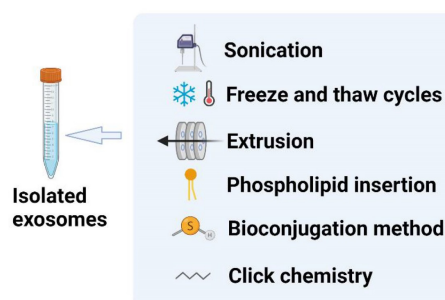 Isolated
exosomes
Sonication
Freeze and thaw cycles
Extrusion
Phospholipid insertion
S
H
Bioconjugation method
Click chemistry